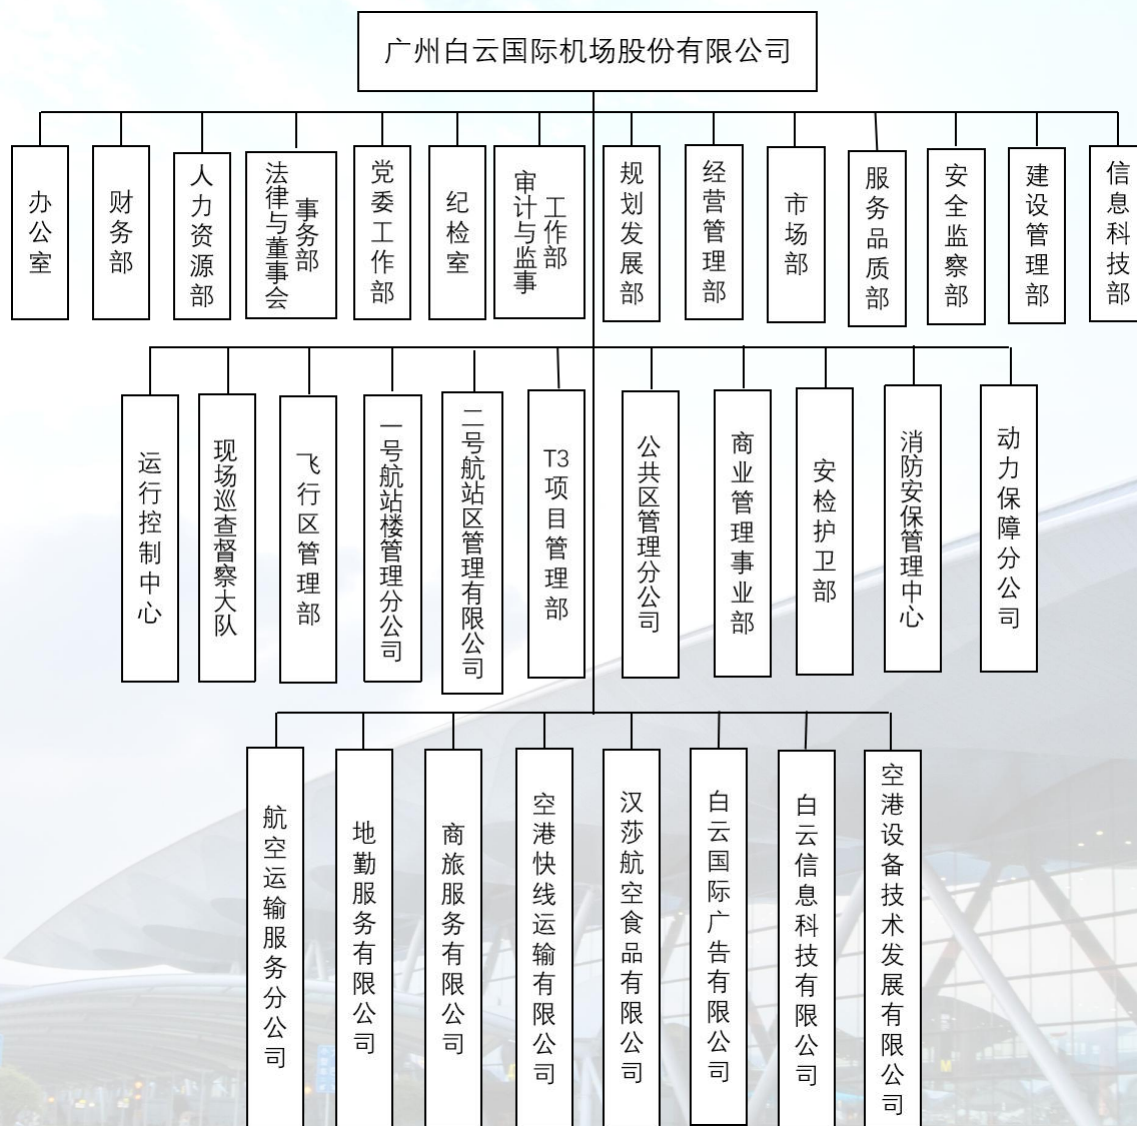 广州白云国际机场股份有限公司
办公室
财务部
人力资源部
法律与董事会
事务部
党委工作部
纪检室
审计与监事
工作部
规划发展部
经营管理部
市场部
服务品质部
安全监察部
建设管理部
信息科技部
运行控制中心
现场巡查督察大队
飞行区管理部
一号航站楼管理分公司
二号航站区管理有限公司
T3项目管理部
公共区管理分公司
商业管理事业部
安检护卫部
消防安保管理中心
动力保障分公司
航空运输服务分公司
地勤服务有限公司
商旅服务有限公司
空港快线运输有限公司
汉莎航空食品有限公司
白云国际广告有限公司
白云信息科技有限公司
空港设备技术发展有限公司